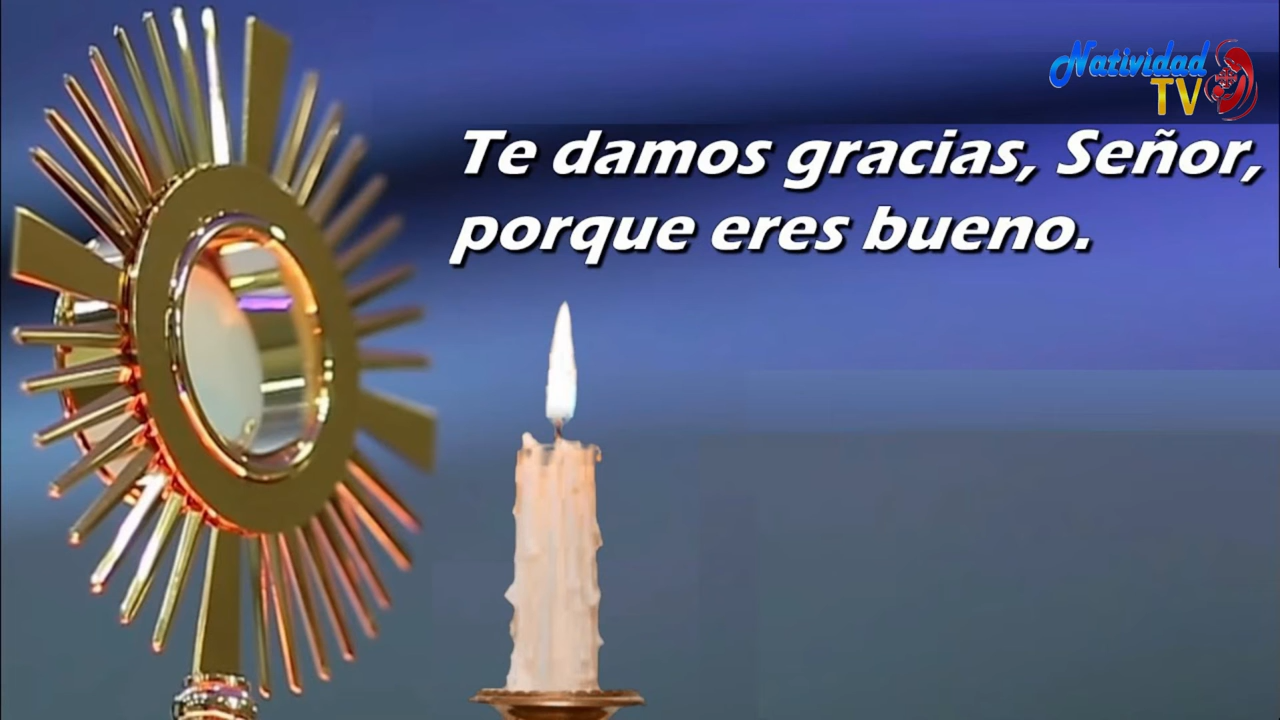 Natividad
TV
Te damos gracias, Señor,
porque eres bueno.